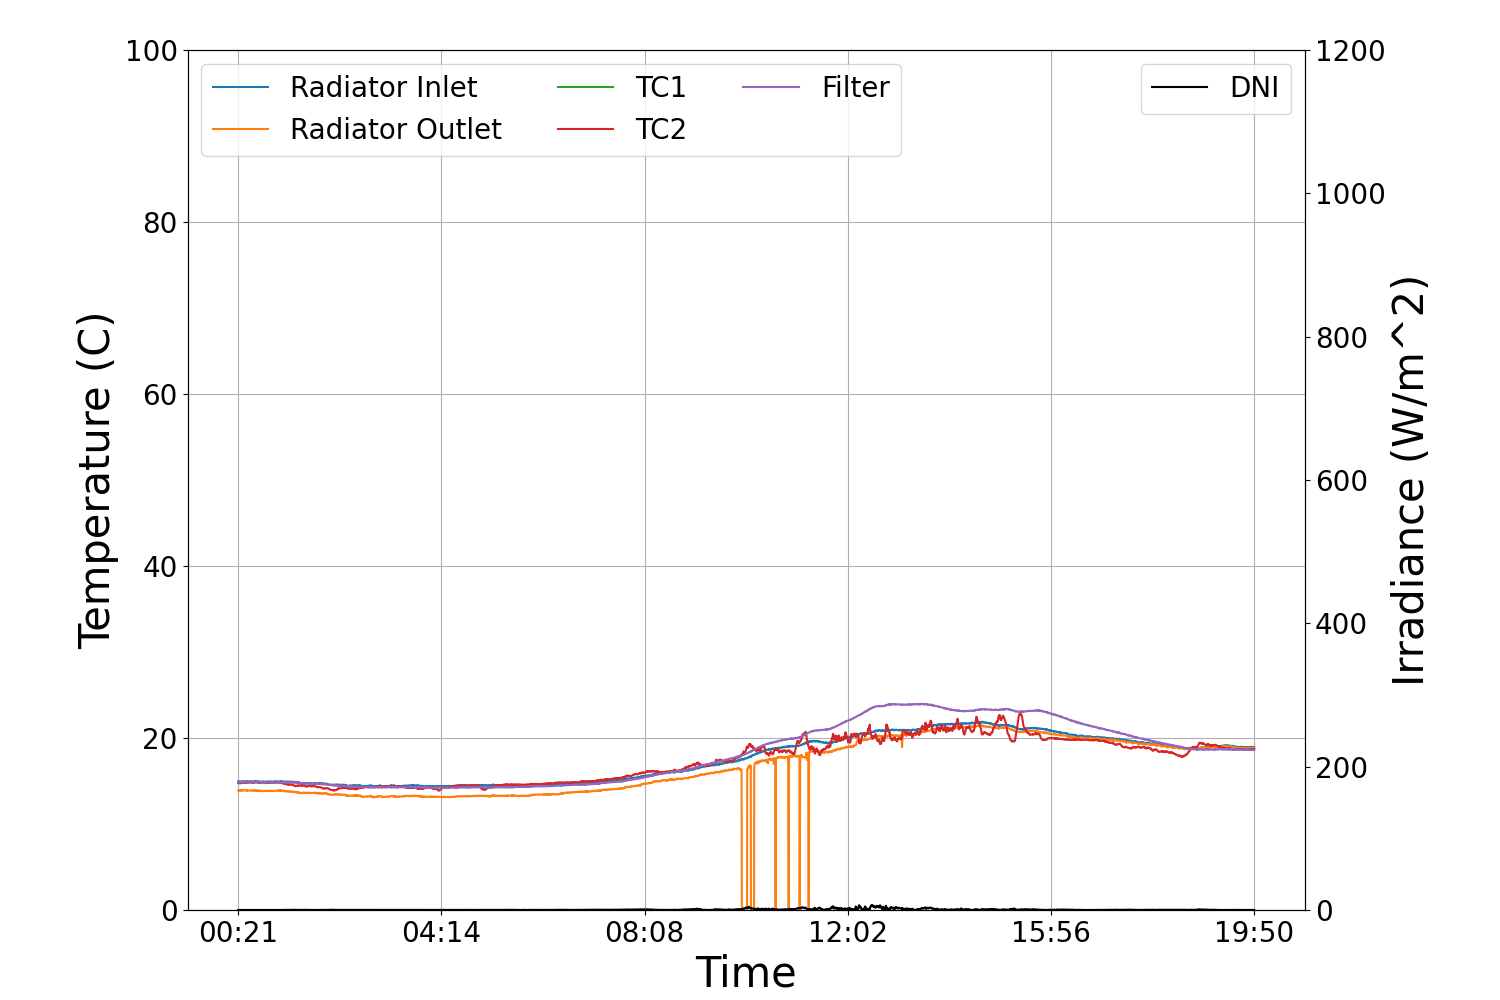 100
80
60
40
20
0
Temperature (C)
Radiator Inlet
Radiator Outlet
TC1
TC2
Filter
DNI
1200
1000
800
600
400
200
0
Irradiance (W/m^2)
00:21
04:14
08:08
12:02
15:56
19:50
Time